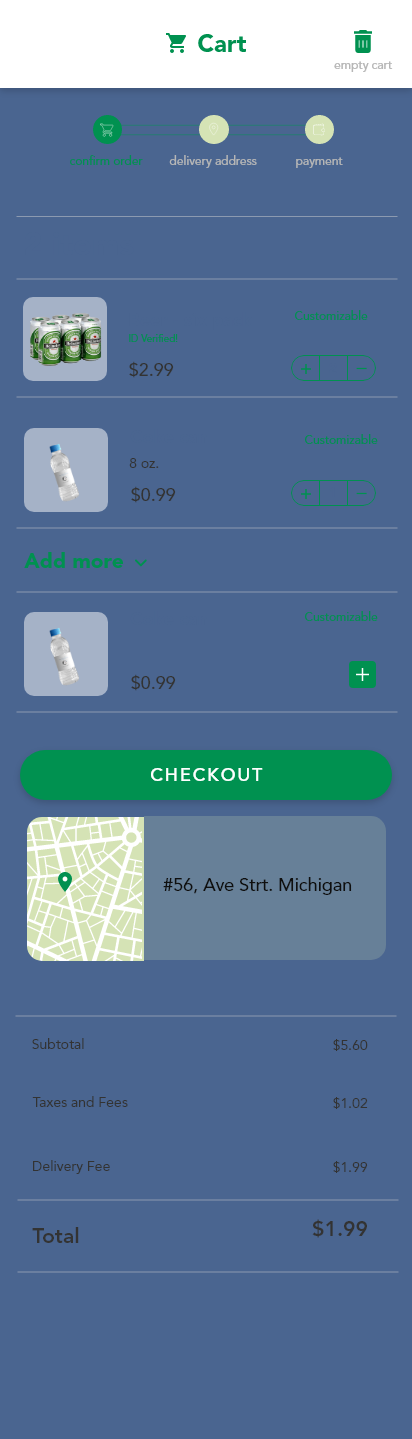 Cart
empty cart
confirm order
delivery address
payment
Customizable
$2.99
Customizable
8 oz.
$0.99
Add more
Customizable
$0.99
CHECKOUT
#56, Ave Strt. Michigan
Subtotal
$5.60
Taxes and Fees
$1.02
Delivery Fee
$1.99
Total
$1.99